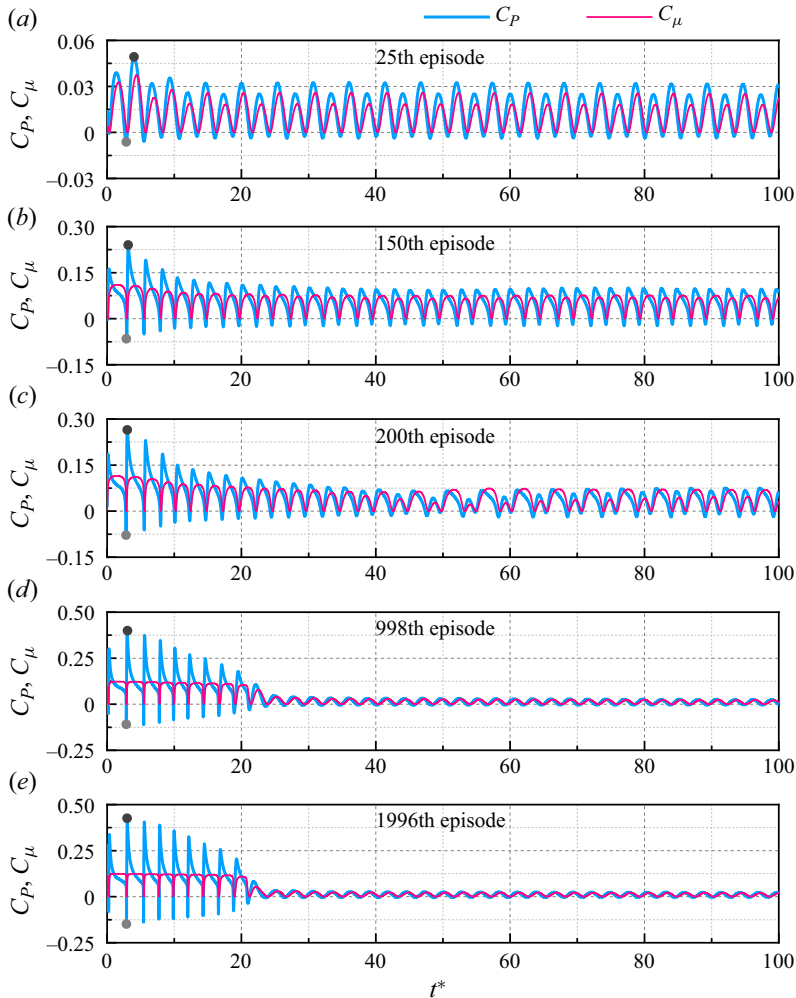 (a) C_P C_μ
0.06
25th episode
0.03
C_P, C_μ
0
–0.03
0 20 40 60 80 100
(b)
0.30
150th episode
0.15
C_P, C_μ
0
–0.15
0 20 40 60 80 100
(c)
0.30
200th episode
0.15
C_P, C_μ
0
–0.15
0 20 40 60 80 100
(d)
0.50
998th episode
0.25
C_P, C_μ
0
–0.25
0 20 40 60 80 100
(e)
0.50
1996th episode
0.25
C_P, C_μ
0
–0.25
0 20 40 60 80 100
t*